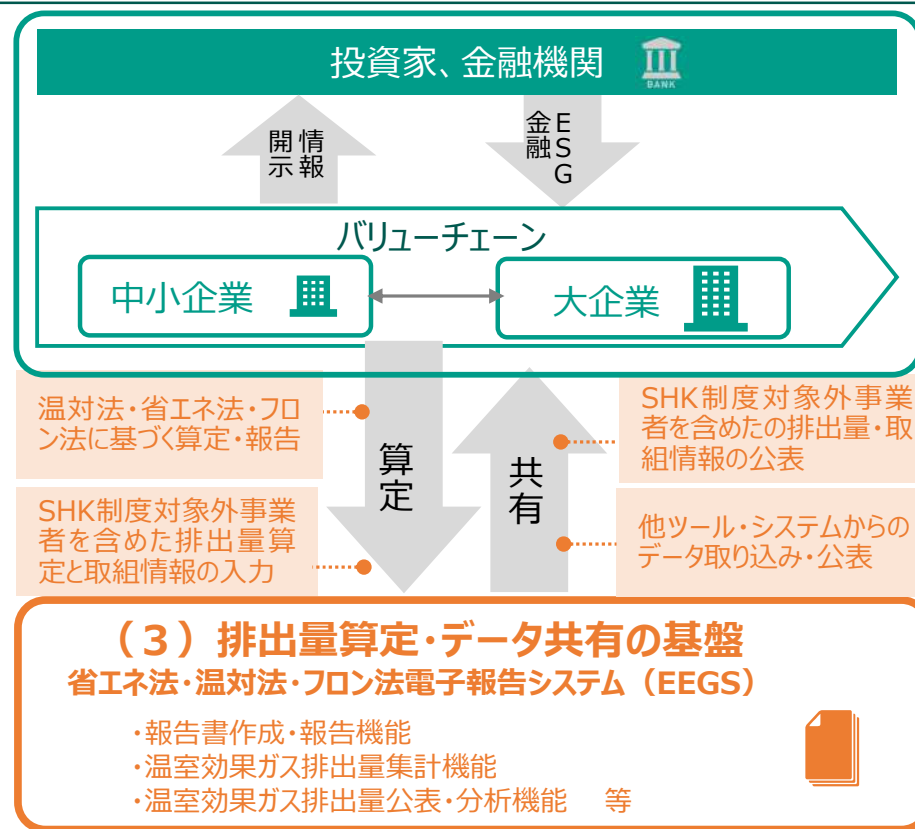 投資家、金融機関
BANK
情報
開示
ESG
金融
バリューチェーン
中小企業
大企業
温対法・省エネ法・フロ
ン法に基づく算定・報告
SHK制度対象外事業
者を含めた排出量算
定と取組情報の入力
算定
共有
SHK制度対象外事業
者を含めたの排出量・取
組情報の公表
他ツール・システムからの
データ取り込み・公表
（３）排出量算定・データ共有の基盤
省エネ法・温対法・フロン法電子報告システム（EEGS）
・報告書作成・報告機能
・温室効果ガス排出量集計機能
・温室効果ガス排出量公表・分析機能　等